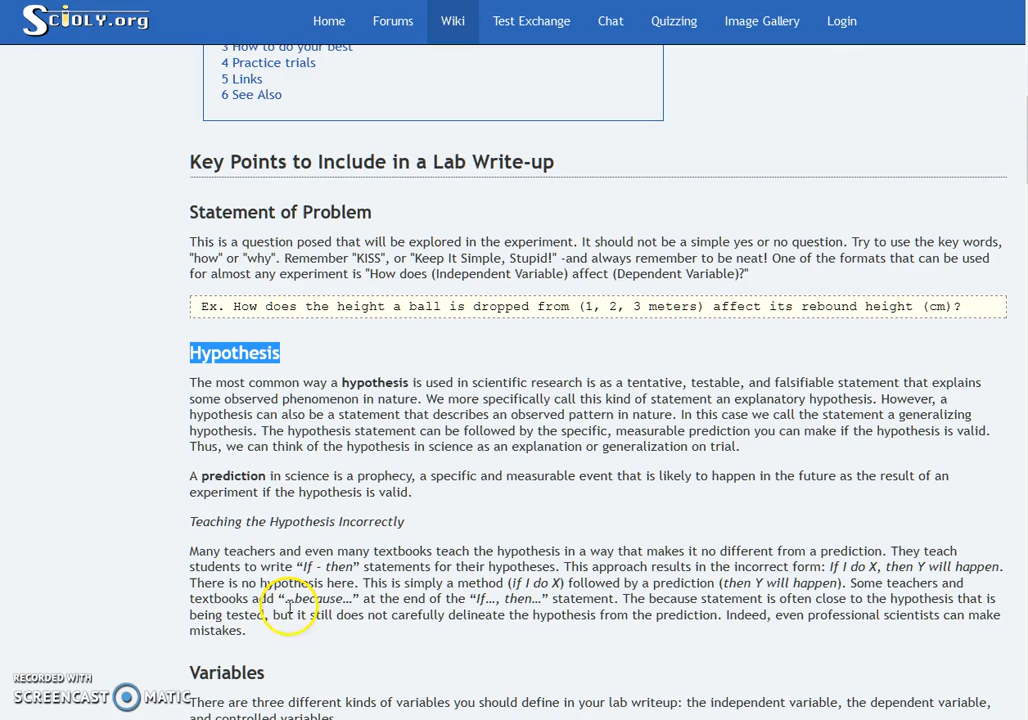 Scioly.org
Home Forums Wiki Test Exchange Chat Quizzing Image Gallery Login
3 How to do your best
4 Practice trials
5 Links
6 See Also
Key Points to Include in a Lab Write-up
Statement of Problem
This is a question posed that will be explored in the experiment. It should not be a simple yes or no question. Try to use the key words,
"how" or "why". Remember "KISS", or "Keep It Simple, Stupid!" -and always remember to be neat! One of the formats that can be used
for almost any experiment is "How does (Independent Variable) affect (Dependent Variable)?"
Ex. How does the height a ball is dropped from (1, 2, 3 meters) affect its rebound height (cm)?
Hypothesis
The most common way a hypothesis is used in scientific research is as a tentative, testable, and falsifiable statement that explains
some observed phenomenon in nature. We more specifically call this kind of statement an explanatory hypothesis. However, a
hypothesis can also be a statement that describes an observed pattern in nature. In this case we call the statement a generalizing
hypothesis. The hypothesis statement can be followed by the specific, measurable prediction you can make if the hypothesis is valid.
Thus, we can think of the hypothesis in science as an explanation or generalization on trial.
A prediction in science is a prophecy, a specific and measurable event that is likely to happen in the future as the result of an
experiment if the hypothesis is valid.
Teaching the Hypothesis Incorrectly
Many teachers and even many textbooks teach the hypothesis in a way that makes it no different from a prediction. They teach
students to write “If – then” statements for their hypotheses. This approach results in the incorrect form: If I do X, then Y will happen.
There is no hypothesis here. This is simply a method (if I do X) followed by a prediction (then Y will happen). Some teachers and
textbooks add “…because…” at the end of the “If…, then…” statement. The because statement is often close to the hypothesis that is
being tested, but it still does not carefully delineate the hypothesis from the prediction. Indeed, even professional scientists can make
mistakes.
Variables
There are three different kinds of variables you should define in your lab writeup: the independent variable, the dependent variable,
and controlled variables.
RECORDED WITH
SCREENCAST MATIC